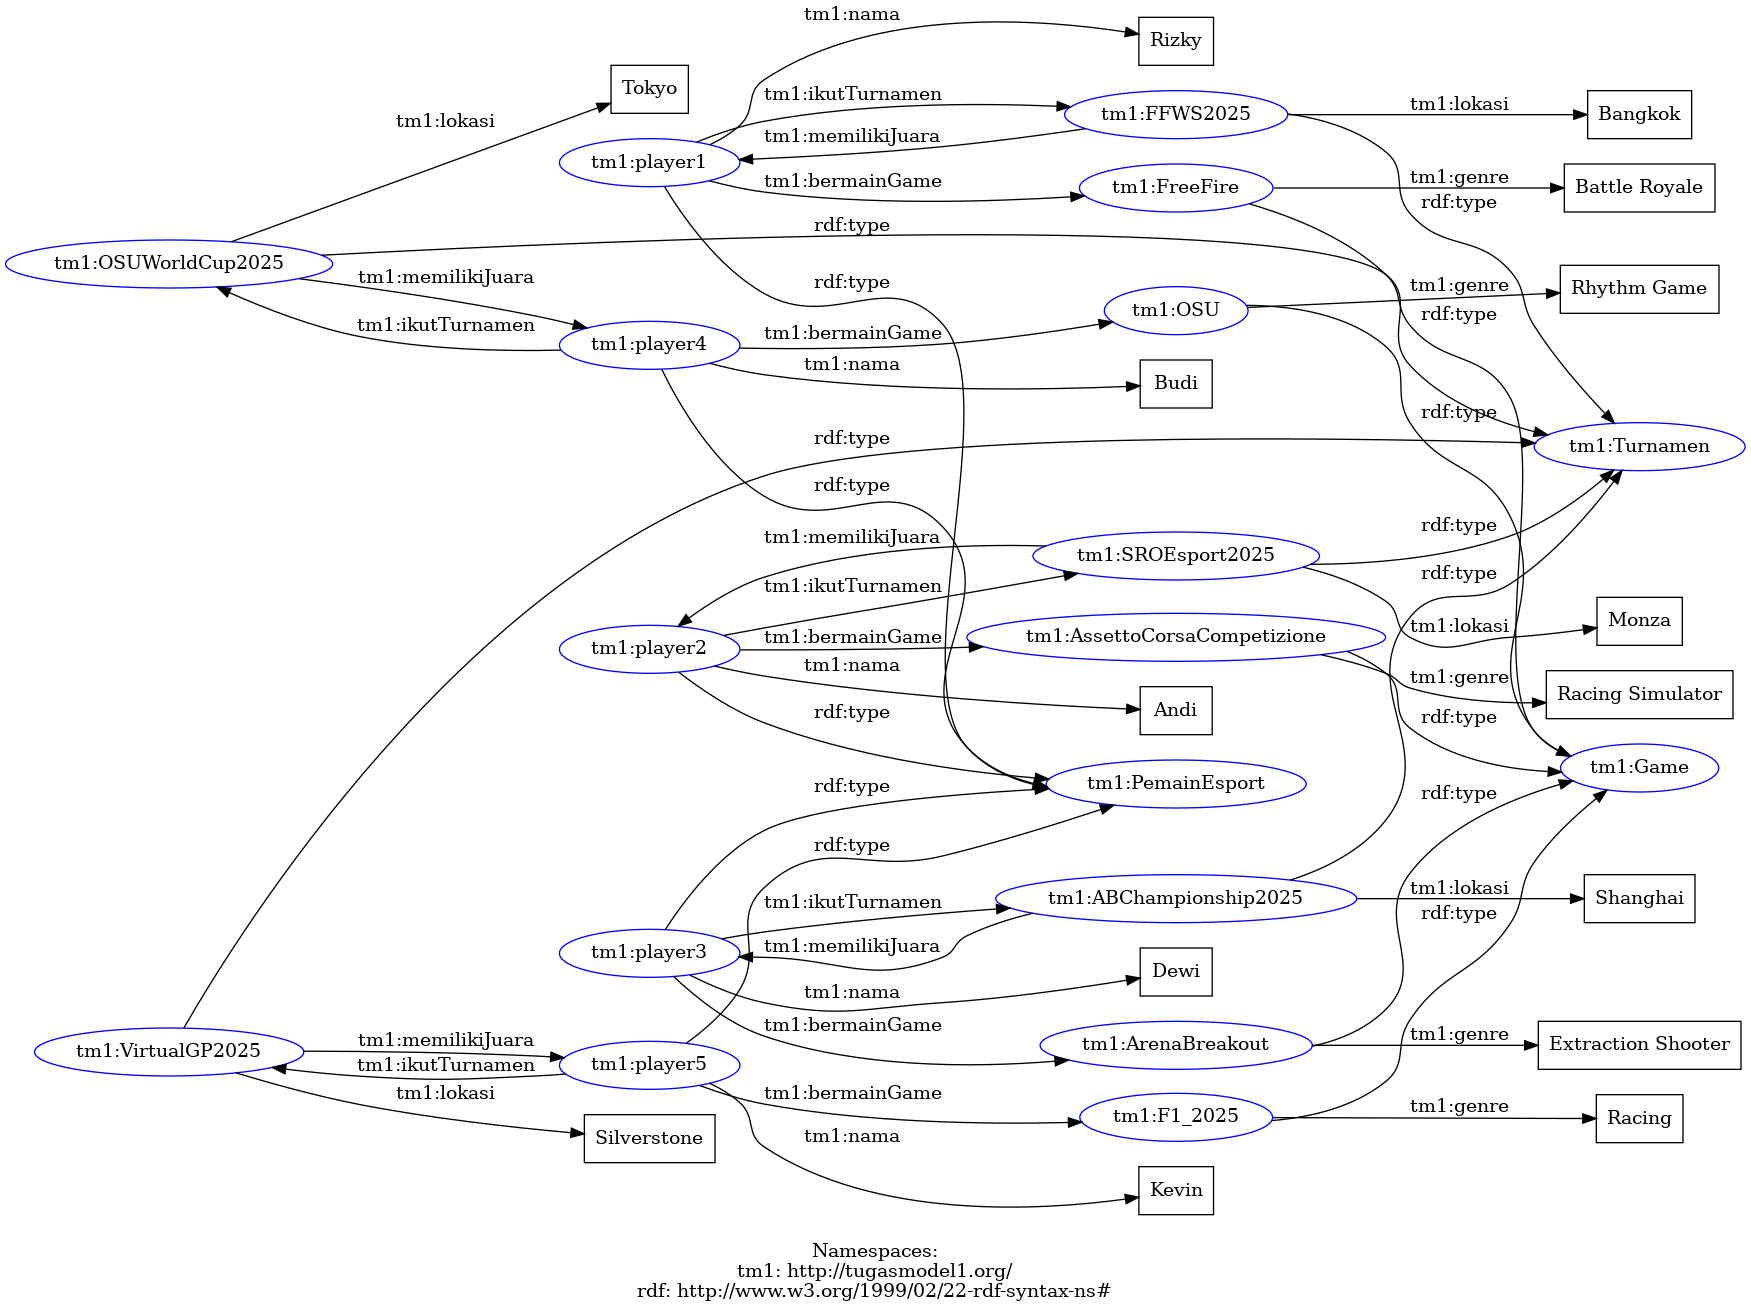 tm1:nama
Rizky
Tokyo
tm1:ikutTurnamen
tm1:FFWS2025
tm1:lokasi
Bangkok
tm1:lokasi
tm1:memilikiJuara
tm1:player1
tm1:bermainGame
tm1:FreeFire
tm1:genre
Battle Royale
rdf:type
rdf:type
tm1:OSUWorldCup2025
tm1:memilikiJuara
rdf:type
tm1:genre
Rhythm Game
tm1:OSU
rdf:type
tm1:ikutTurnamen
tm1:bermainGame
tm1:player4
tm1:nama
Budi
rdf:type
rdf:type
tm1:Turnamen
rdf:type
rdf:type
tm1:memilikiJuara
tm1:SROEsport2025
rdf:type
tm1:ikutTurnamen
rdf:type
Monza
tm1:lokasi
tm1:bermainGame
tm1:AssettoCorsaCompetizione
tm1:player2
tm1:nama
tm1:genre
Racing Simulator
Andi
rdf:type
rdf:type
tm1:Game
rdf:type
tm1:PemainEsport
rdf:type
rdf:type
tm1:ikutTurnamen
tm1:ABChampionship2025
tm1:lokasi
Shanghai
rdf:type
tm1:memilikiJuara
tm1:player3
Dewi
tm1:nama
tm1:bermainGame
tm1:ArenaBreakout
tm1:genre
Extraction Shooter
tm1:VirtualGP2025
tm1:memilikiJuara
tm1:ikutTurnamen
tm1:player5
tm1:lokasi
tm1:bermainGame
tm1:F1_2025
tm1:genre
Racing
Silverstone
tm1:nama
Kevin
Namespaces:
tm1: http://tugasmodel1.org/
rdf: http://www.w3.org/1999/02/22-rdf-syntax-ns#